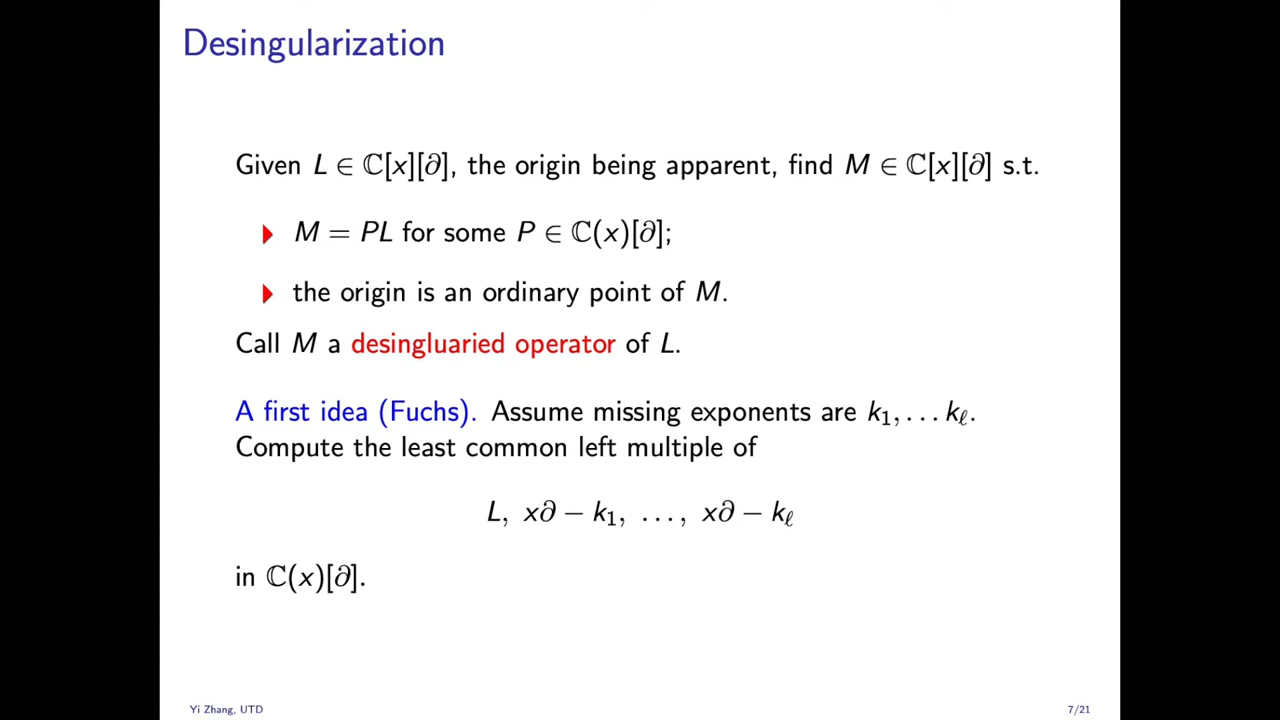 Desingularization
Given L ∈ ℂ[x][∂], the origin being apparent, find M ∈ ℂ[x][∂] s.t.
M = PL for some P ∈ ℂ(x)[∂];
the origin is an ordinary point of M.
Call M a desingluaried operator of L.
A first idea (Fuchs). Assume missing exponents are k₁, . . . kℓ.
Compute the least common left multiple of
L, x∂ − k₁, . . . , x∂ − kℓ
in ℂ(x)[∂].
Yi Zhang, UTD
7/21